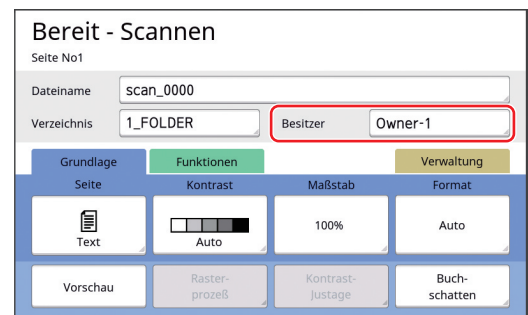 Bereit - Scannen
Seite No1
Dateiname scan_0000
Verzeichnis 1_FOLDER Besitzer Owner-1
Grundlage Funktionen Verwaltung
Seite Kontrast Maßstab Format
Text Auto 100% Auto
Vorschau Raster-
prozeß Kontrast-
Justage Buch-
schatten